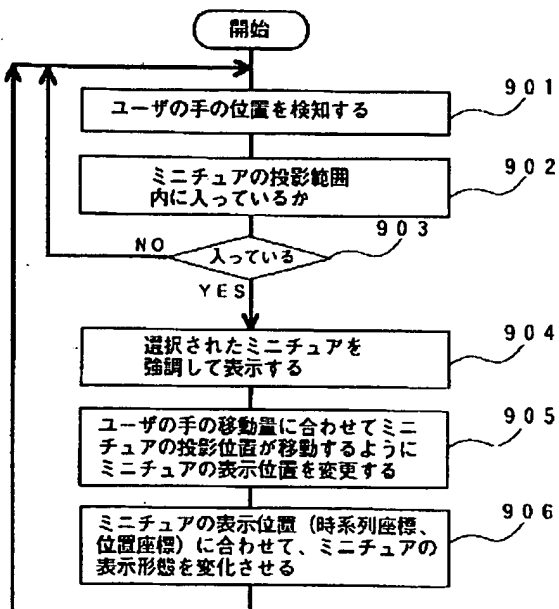 開始
901
ユーザの手の位置を検知する
902
ミニチュアの投影範囲
内に入っているか
903
NO
入っている
YES
904
選択されたミニチュアを
強調して表示する
905
ユーザの手の移動量に合わせてミニ
チュアの投影位置が移動するように
ミニチュアの表示位置を変更する
906
ミニチュアの表示位置（時系列座標、
位置座標）に合わせて、ミニチュアの
表示形態を変化させる